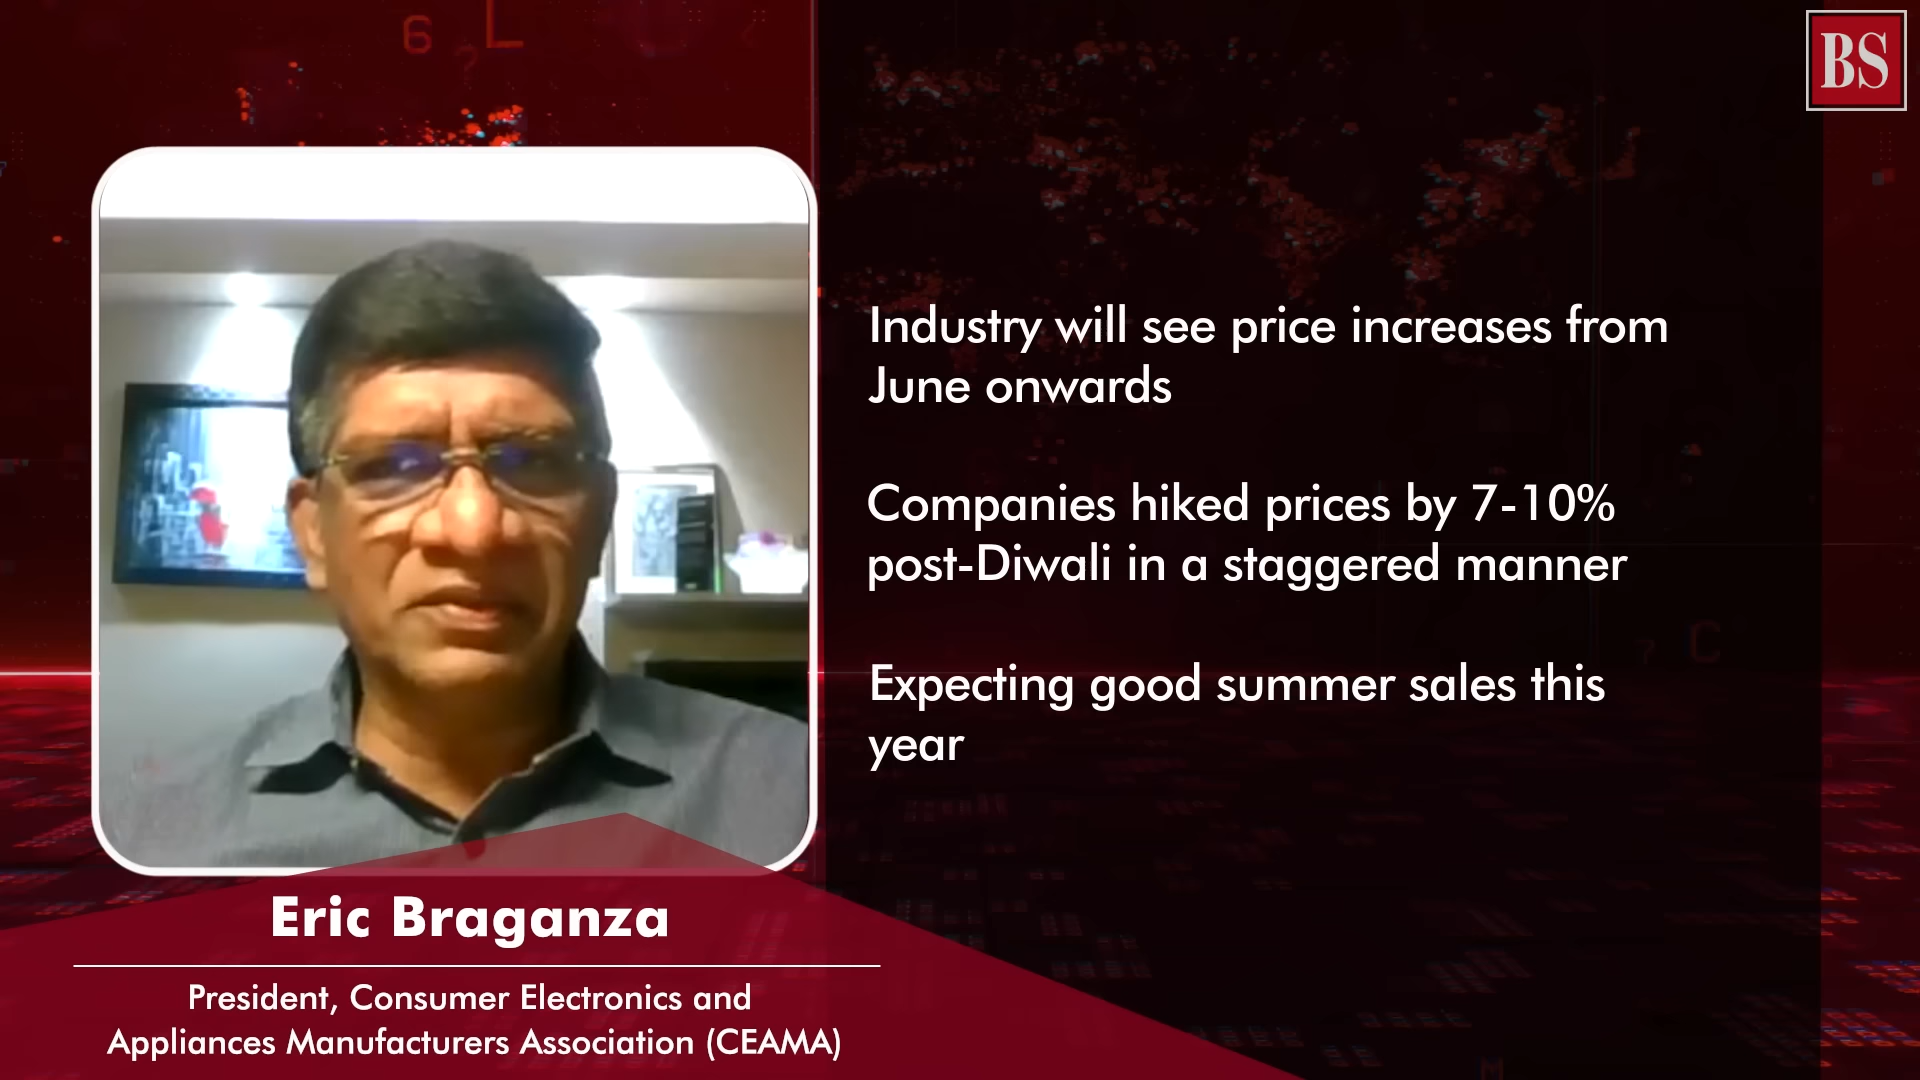 BS
Industry will see price increases from
June onwards
Companies hiked prices by 7-10%
post-Diwali in a staggered manner
Expecting good summer sales this
year
Eric Braganza
President, Consumer Electronics and
Appliances Manufacturers Association (CEAMA)